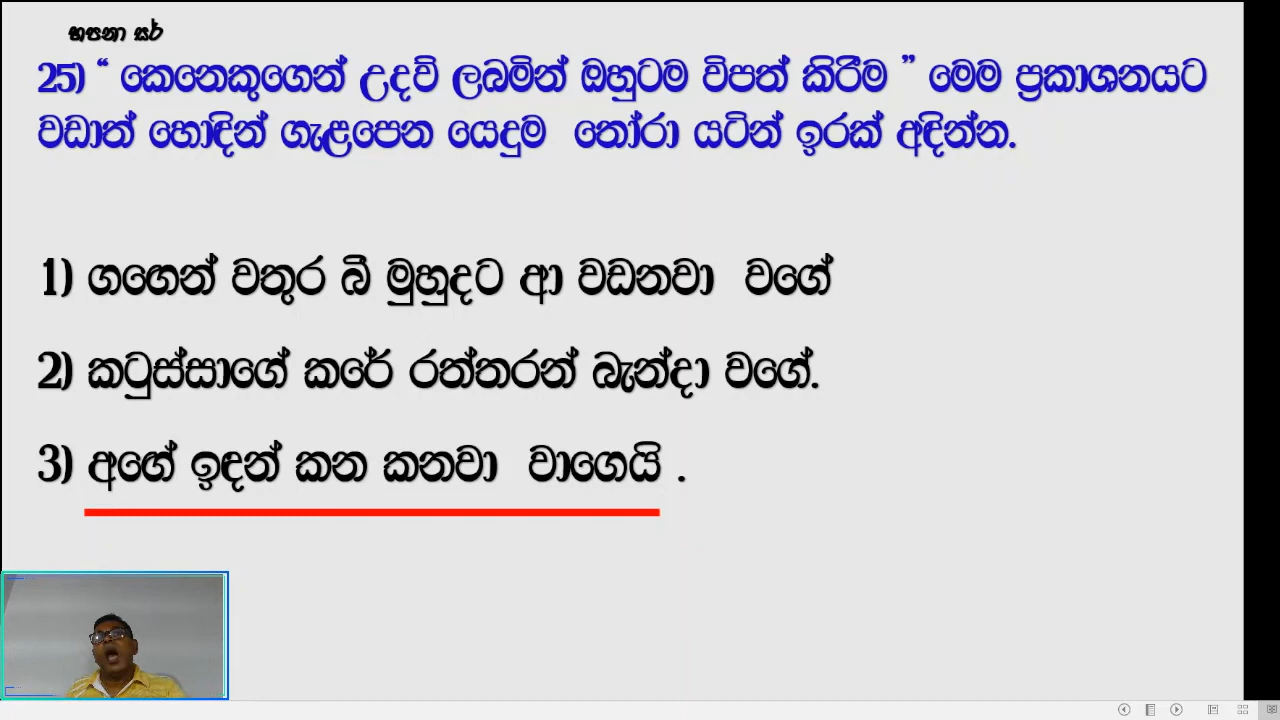 භපනා සර්
25) “ කෙනෙකුගෙන් උදව් ලබමින් ඔහුටම විපත් කිරීම ” මෙම ප්‍රකාශනයට
වඩාත් හොඳින් ගැළපෙන යෙදුම තෝරා යටින් ඉරක් අඳින්න.
1) ගඟෙන් වතුර බී මුහුදට ආ වඩනවා වගේ
2) කටුස්සාගේ කරේ රත්තරන් බැන්දා වගේ.
3) අඟේ ඉඳන් කන කනවා වාගෙයි .